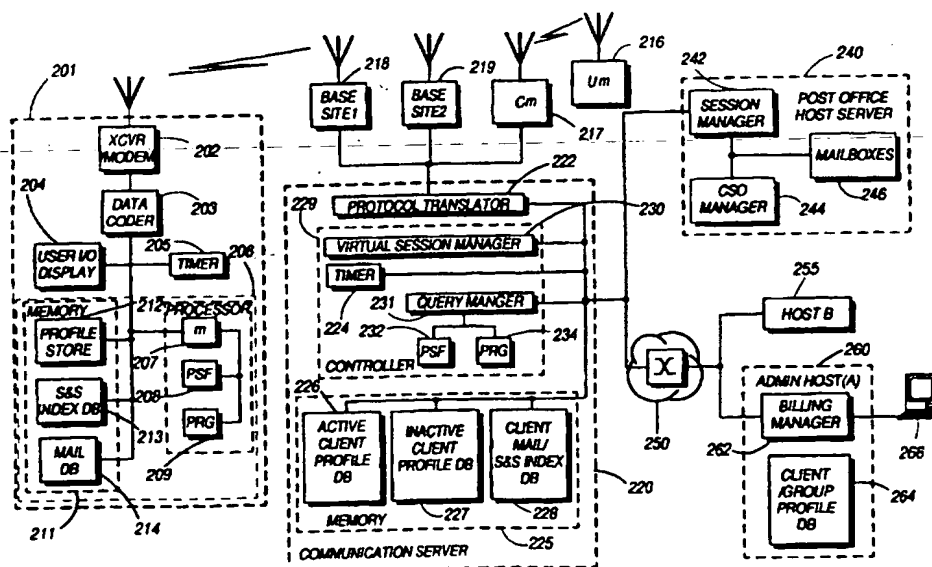 201
XCVR
/MODEM
202
DATA
CODER
203
204
205
206
USER I/O
DISPLAY
TIMER
MEMORY
212
PROCESSOR
PROFILE
STORE
m
207
S&S
INDEX DB
213
PSF
208
MAIL
DB
PRG
209
211
214
218
BASE
SITE1
219
BASE
SITE2
Cm
217
Um
216
222
PROTOCOL TRANSLATOR
229
230
VIRTUAL SESSION MANAGER
TIMER
224
231
QUERY MANGER
232
PSF
PRG
234
CONTROLLER
226
ACTIVE
CLIENT
PROFILE
DB
INACTIVE
CLIENT
PROFILE DB
CLIENT
MAIL/
S&S INDEX
DB
227
228
MEMORY
225
220
COMMUNICATION SERVER
240
242
SESSION
MANAGER
POST OFFICE
HOST SERVER
MAILBOXES
246
CSO
MANAGER
244
250
255
HOST B
260
ADMIN HOST(A)
BILLING
MANAGER
262
266
CLIENT
/GROUP
PROFILE
DB
264